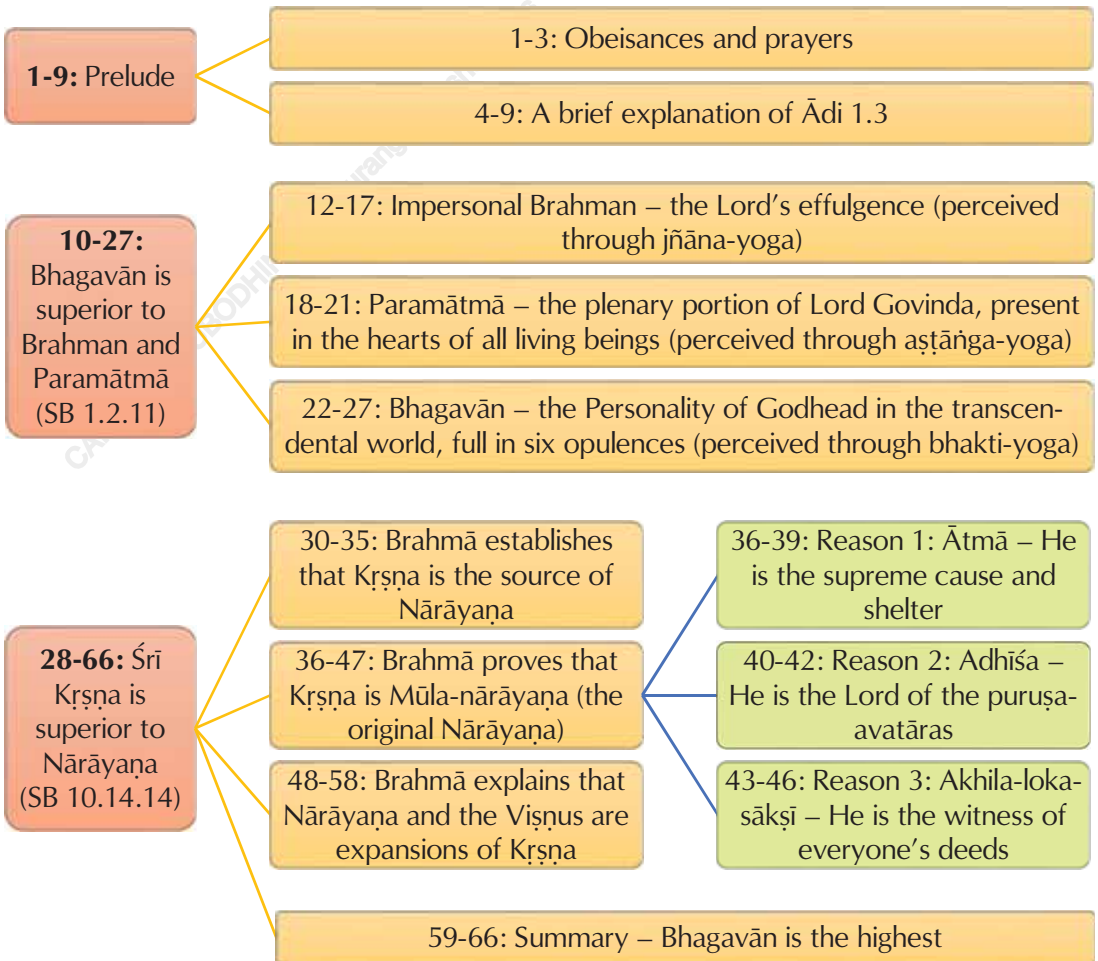 1-9: Prelude
1-3: Obeisances and prayers
4-9: A brief explanation of Ādi 1.3
10-27:
Bhagavān is
superior to
Brahman and
Paramātmā
(SB 1.2.11)
12-17: Impersonal Brahman – the Lord’s effulgence (perceived
through jñāna-yoga)
18-21: Paramātmā – the plenary portion of Lord Govinda, present
in the hearts of all living beings (perceived through aṣṭāṅga-yoga)
22-27: Bhagavān – the Personality of Godhead in the transcen-
dental world, full in six opulences (perceived through bhakti-yoga)
28-66: Śrī
Kṛṣṇa is
superior to
Nārāyaṇa
(SB 10.14.14)
30-35: Brahmā establishes
that Kṛṣṇa is the source of
Nārāyaṇa
36-47: Brahmā proves that
Kṛṣṇa is Mūla-nārāyaṇa (the
original Nārāyaṇa)
36-39: Reason 1: Ātmā – He
is the supreme cause and
shelter
40-42: Reason 2: Adhīśa –
He is the Lord of the puruṣa-
avatāras
43-46: Reason 3: Akhila-loka-
sākṣī – He is the witness of
everyone’s deeds
48-58: Brahmā explains that
Nārāyaṇa and the Viṣṇus are
expansions of Kṛṣṇa
59-66: Summary – Bhagavān is the highest